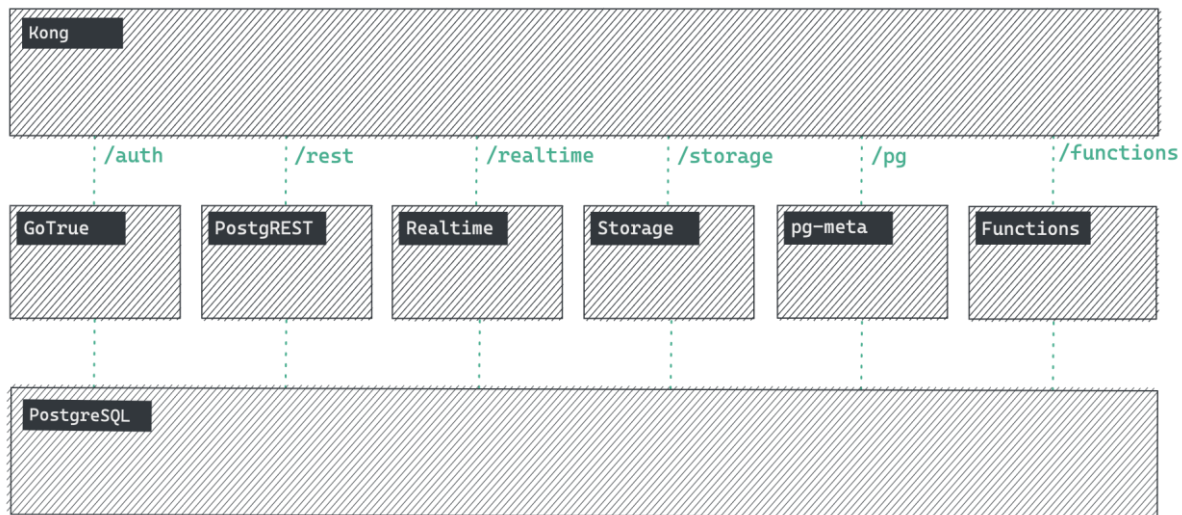 Kong
/auth
/rest
/realtime
/storage
/pg
/functions
GoTrue
PostgREST
Realtime
Storage
pg-meta
Functions
PostgreSQL